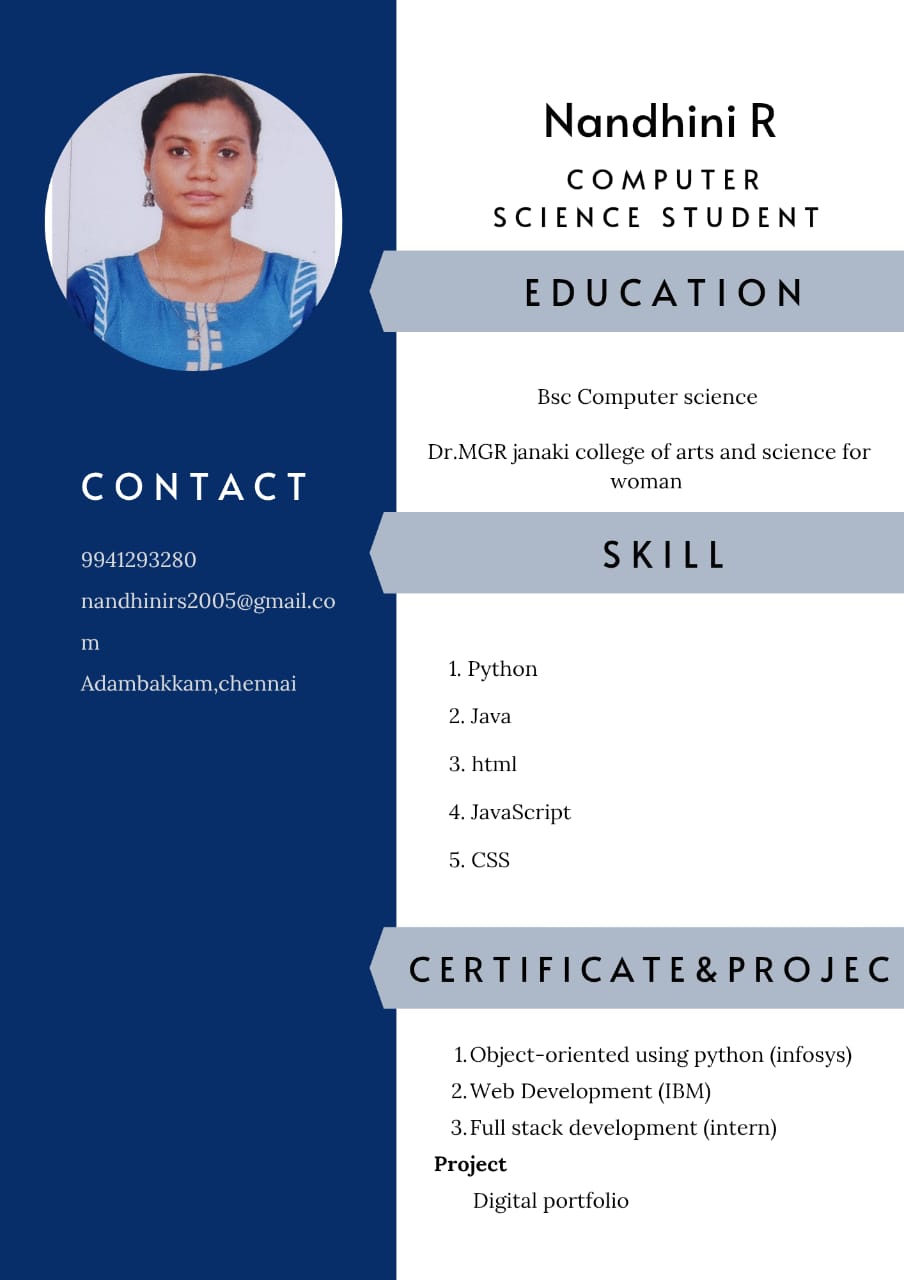 Nandhini R
COMPUTER
SCIENCE STUDENT
EDUCATION
Bsc Computer science
Dr.MGR janaki college of arts and science for
woman
CONTACT
9941293280
nandhinirs2005@gmail.co
m
Adambakkam,chennai
SKILL
1. Python
2. Java
3. html
4. JavaScript
5. CSS
CERTIFICATE&PROJEC
1. Object-oriented using python (infosys)
2. Web Development (IBM)
3. Full stack development (intern)
Project
Digital portfolio